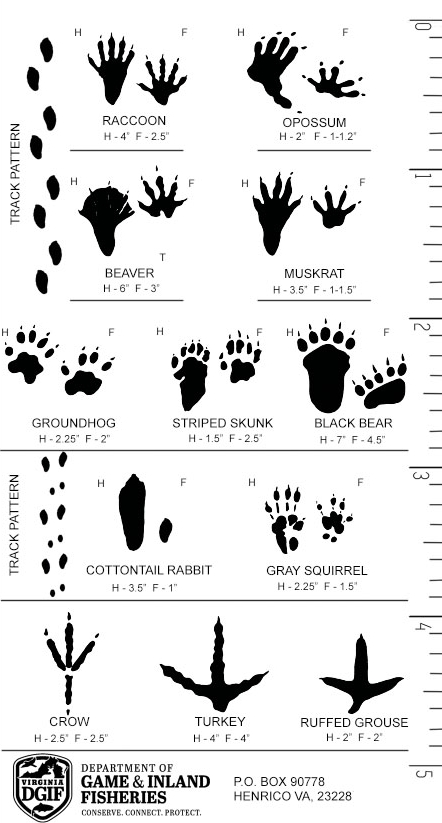 0
H F
H F
RACCOON
H - 4" F - 2.5"
OPOSSUM
H - 2" F - 1-1.2"
TRACK PATTERN
1
H F
H F
T
BEAVER
H - 6" F - 3"
MUSKRAT
H - 3.5" F - 1-1.5"
2
H F
H F
H F
GROUNDHOG
H - 2.25" F - 2"
STRIPED SKUNK
H - 1.5" F - 2.5"
BLACK BEAR
H - 7" F - 4.5"
3
TRACK PATTERN
H F
H F
COTTONTAIL RABBIT
H - 3.5" F - 1"
GRAY SQUIRREL
H - 2.25" F - 1.5"
4
CROW
H - 2.5" F - 2.5"
TURKEY
H - 4" F - 4"
RUFFED GROUSE
H - 2" F - 2"
5
VIRGINIA
DGIF
DEPARTMENT OF
GAME & INLAND
FISHERIES
CONSERVE. CONNECT. PROTECT.
P.O. BOX 90778
HENRICO VA, 23228